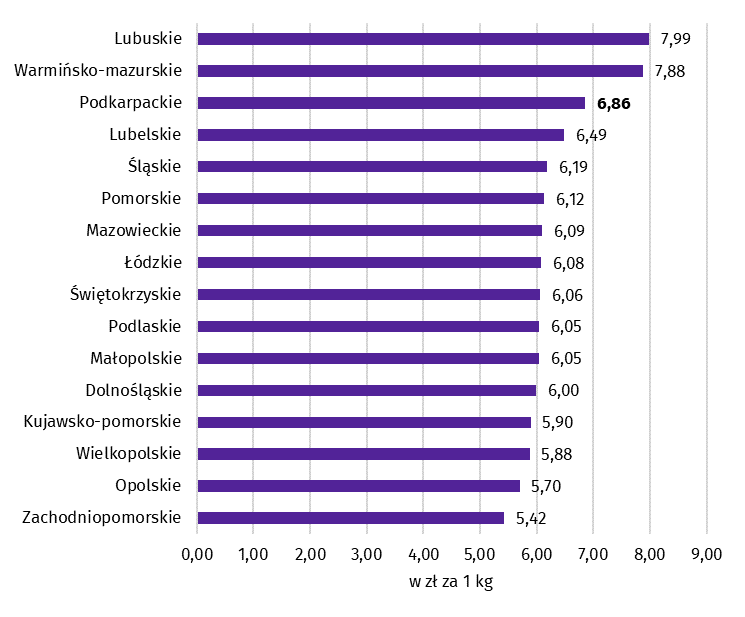 Lubuskie 7,99
Warmińsko-mazurskie 7,88
Podkarpackie 6,86
Lubelskie 6,49
Śląskie 6,19
Pomorskie 6,12
Mazowieckie 6,09
Łódzkie 6,08
Świętokrzyskie 6,06
Podlaskie 6,05
Małopolskie 6,05
Dolnośląskie 6,00
Kujawsko-pomorskie 5,90
Wielkopolskie 5,88
Opolskie 5,70
Zachodniopomorskie 5,42
0,00 1,00 2,00 3,00 4,00 5,00 6,00 7,00 8,00 9,00
w zł za 1 kg